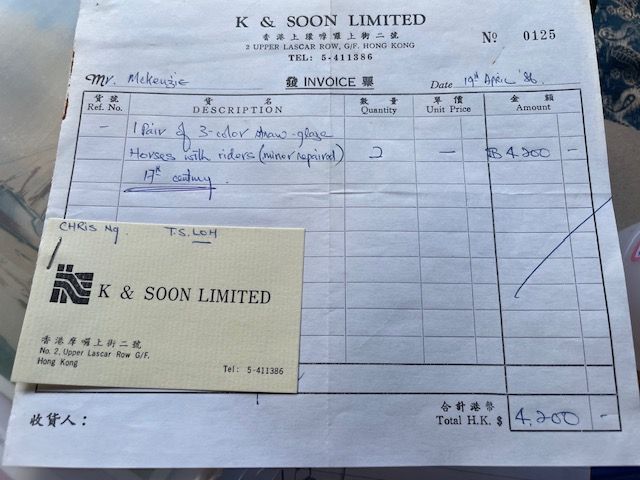 K & SOON LIMITED
香港上環嚤囉上街二號
2 UPPER LASCAR ROW, G/F. HONG KONG
TEL: 5-411386
Nº 0125
Mr. McKenzie
發 INVOICE 票
Date 19th April '86.
貨號 貨名 數量 單價 金額
Ref. No. DESCRIPTION Quantity Unit Price Amount
- 1 Pair of 3-color straw-glaze
Horses with riders (minor repaired) 2 - $ 4,200 -
17th century.
CHRIS Ng. T.S. LOH
K & SOON LIMITED
香港摩囉上街二號
No. 2, Upper Lascar Row G/F.
Hong Kong
Tel: 5-411386
收貨人：
合計港幣
Total H.K. $ 4,200 -